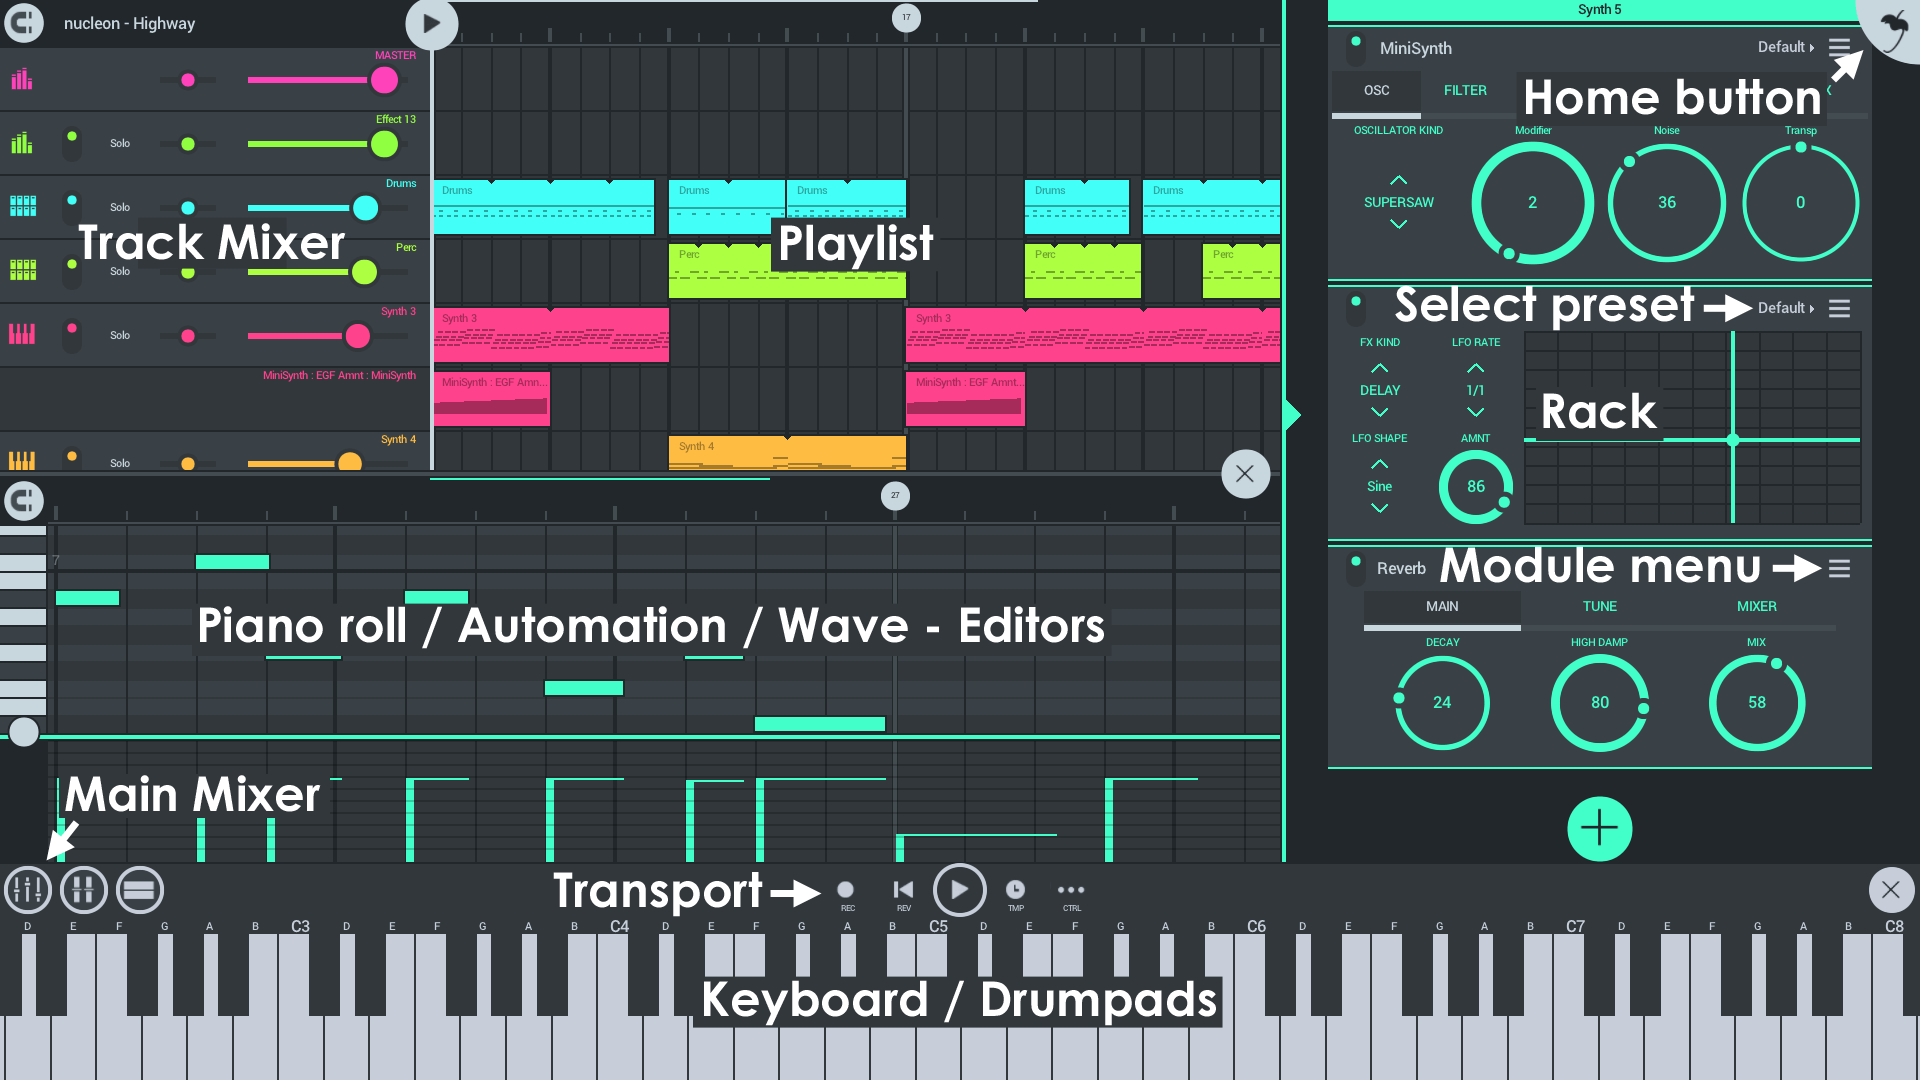 nucleon - Highway
17
Synth 5
MASTER
MiniSynth
Default
Home button
OSC
FILTER
X
OSCILLATOR KIND
Modifier
Noise
Transp
SUPERSAW
2
36
0
Effect 13
Solo
Drums
Solo
Drums
Drums
Drums
Drums
Drums
Track Mixer
Playlist
Perc
Solo
Perc
Perc
Perc
Synth 3
Solo
Synth 3
Synth 3
MiniSynth : EGF Amnt : MiniSynth
MiniSynth : EGF Amn...
MiniSynth : EGF Amnt...
Synth 4
Solo
Synth 4
Select preset
Default
FX KIND
LFO RATE
DELAY
1/1
Rack
LFO SHAPE
AMNT
Sine
86
27
7
Piano roll / Automation / Wave - Editors
Reverb
Module menu
MAIN
TUNE
MIXER
DECAY
HIGH DAMP
MIX
24
80
58
Main Mixer
Transport
REC
REV
TMP
CTRL
D E F G A B C3 D E F G A B C4 D E F G A B C5 D E F G A B C6 D E F G A B C7 D E F G A B C8
Keyboard / Drumpads